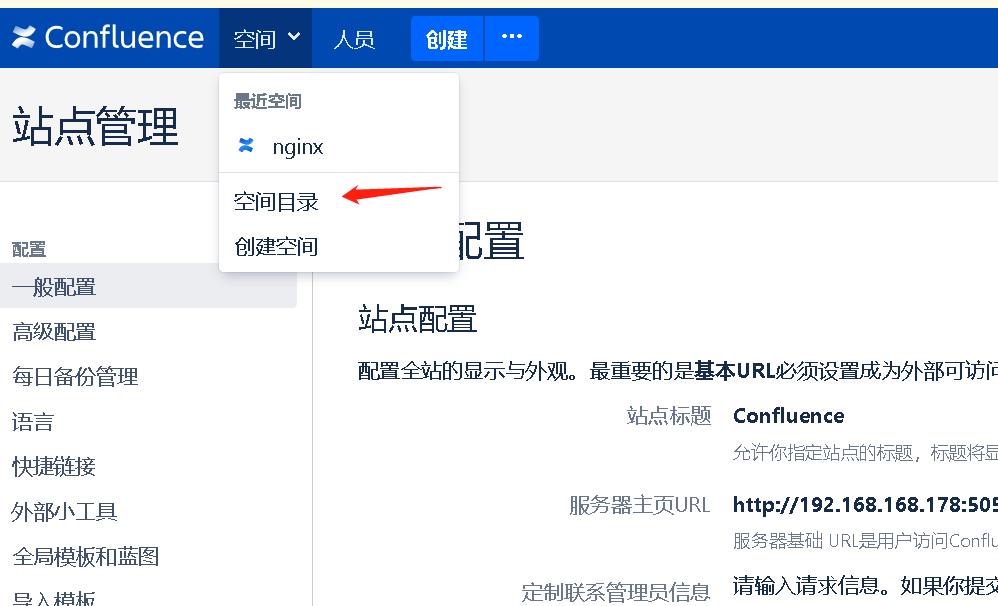 Confluence 空间 人员 创建 ···
最近空间
站点管理
nginx
空间目录
创建空间
配置
配置
一般配置
站点配置
高级配置
配置全站的显示与外观。最重要的是基本URL必须设置成为外部可访问
每日备份管理
站点标题 Confluence
语言
允许你指定站点的标题，标题将显
快捷链接
服务器主页URL http://192.168.168.178:505
外部小工具
服务器基础 URL是用户访问Conflu
全局模板和蓝图
定制联系管理员信息 请输入请求信息。如果你提交
导入模板